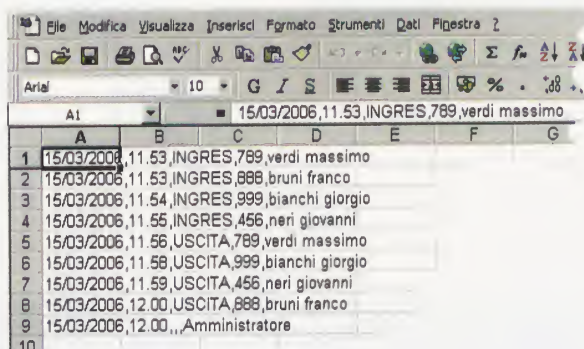 File Modifica Visualizza Inserisci Formato Strumenti Dati Finestra ?
Arial 10 G I S %
A1 = 15/03/2006,11.53,INGRES,789,verdi massimo
A B C D E F G
1 15/03/2006,11.53,INGRES,789,verdi massimo
2 15/03/2006,11.53,INGRES,888,bruni franco
3 15/03/2006,11.54,INGRES,999,bianchi giorgio
4 15/03/2006,11.55,INGRES,456,neri giovanni
5 15/03/2006,11.56,USCITA,789,verdi massimo
6 15/03/2006,11.58,USCITA,999,bianchi giorgio
7 15/03/2006,11.59,USCITA,456,neri giovanni
8 15/03/2006,12.00,USCITA,888,bruni franco
9 15/03/2006,12.00,,,Amministratore
10